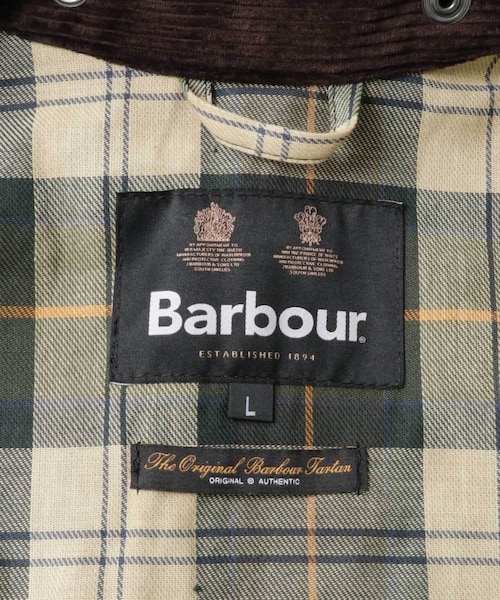 BY APPOINTMENT TO
HER MAJESTY THE QUEEN
MANUFACTURERS OF WATERPROOF
AND PROTECTIVE CLOTHING
J BARBOUR & SONS LTD
SOUTH SHIELDS
BY APPOINTMENT TO
HRH THE PRINCE OF WALES
MANUFACTURERS OF WATERPROOF
AND PROTECTIVE CLOTHING
J BARBOUR & SONS LTD
SOUTH SHIELDS
Barbour®
ESTABLISHED 1894
L
The Original Barbour Tartan
ORIGINAL © AUTHENTIC